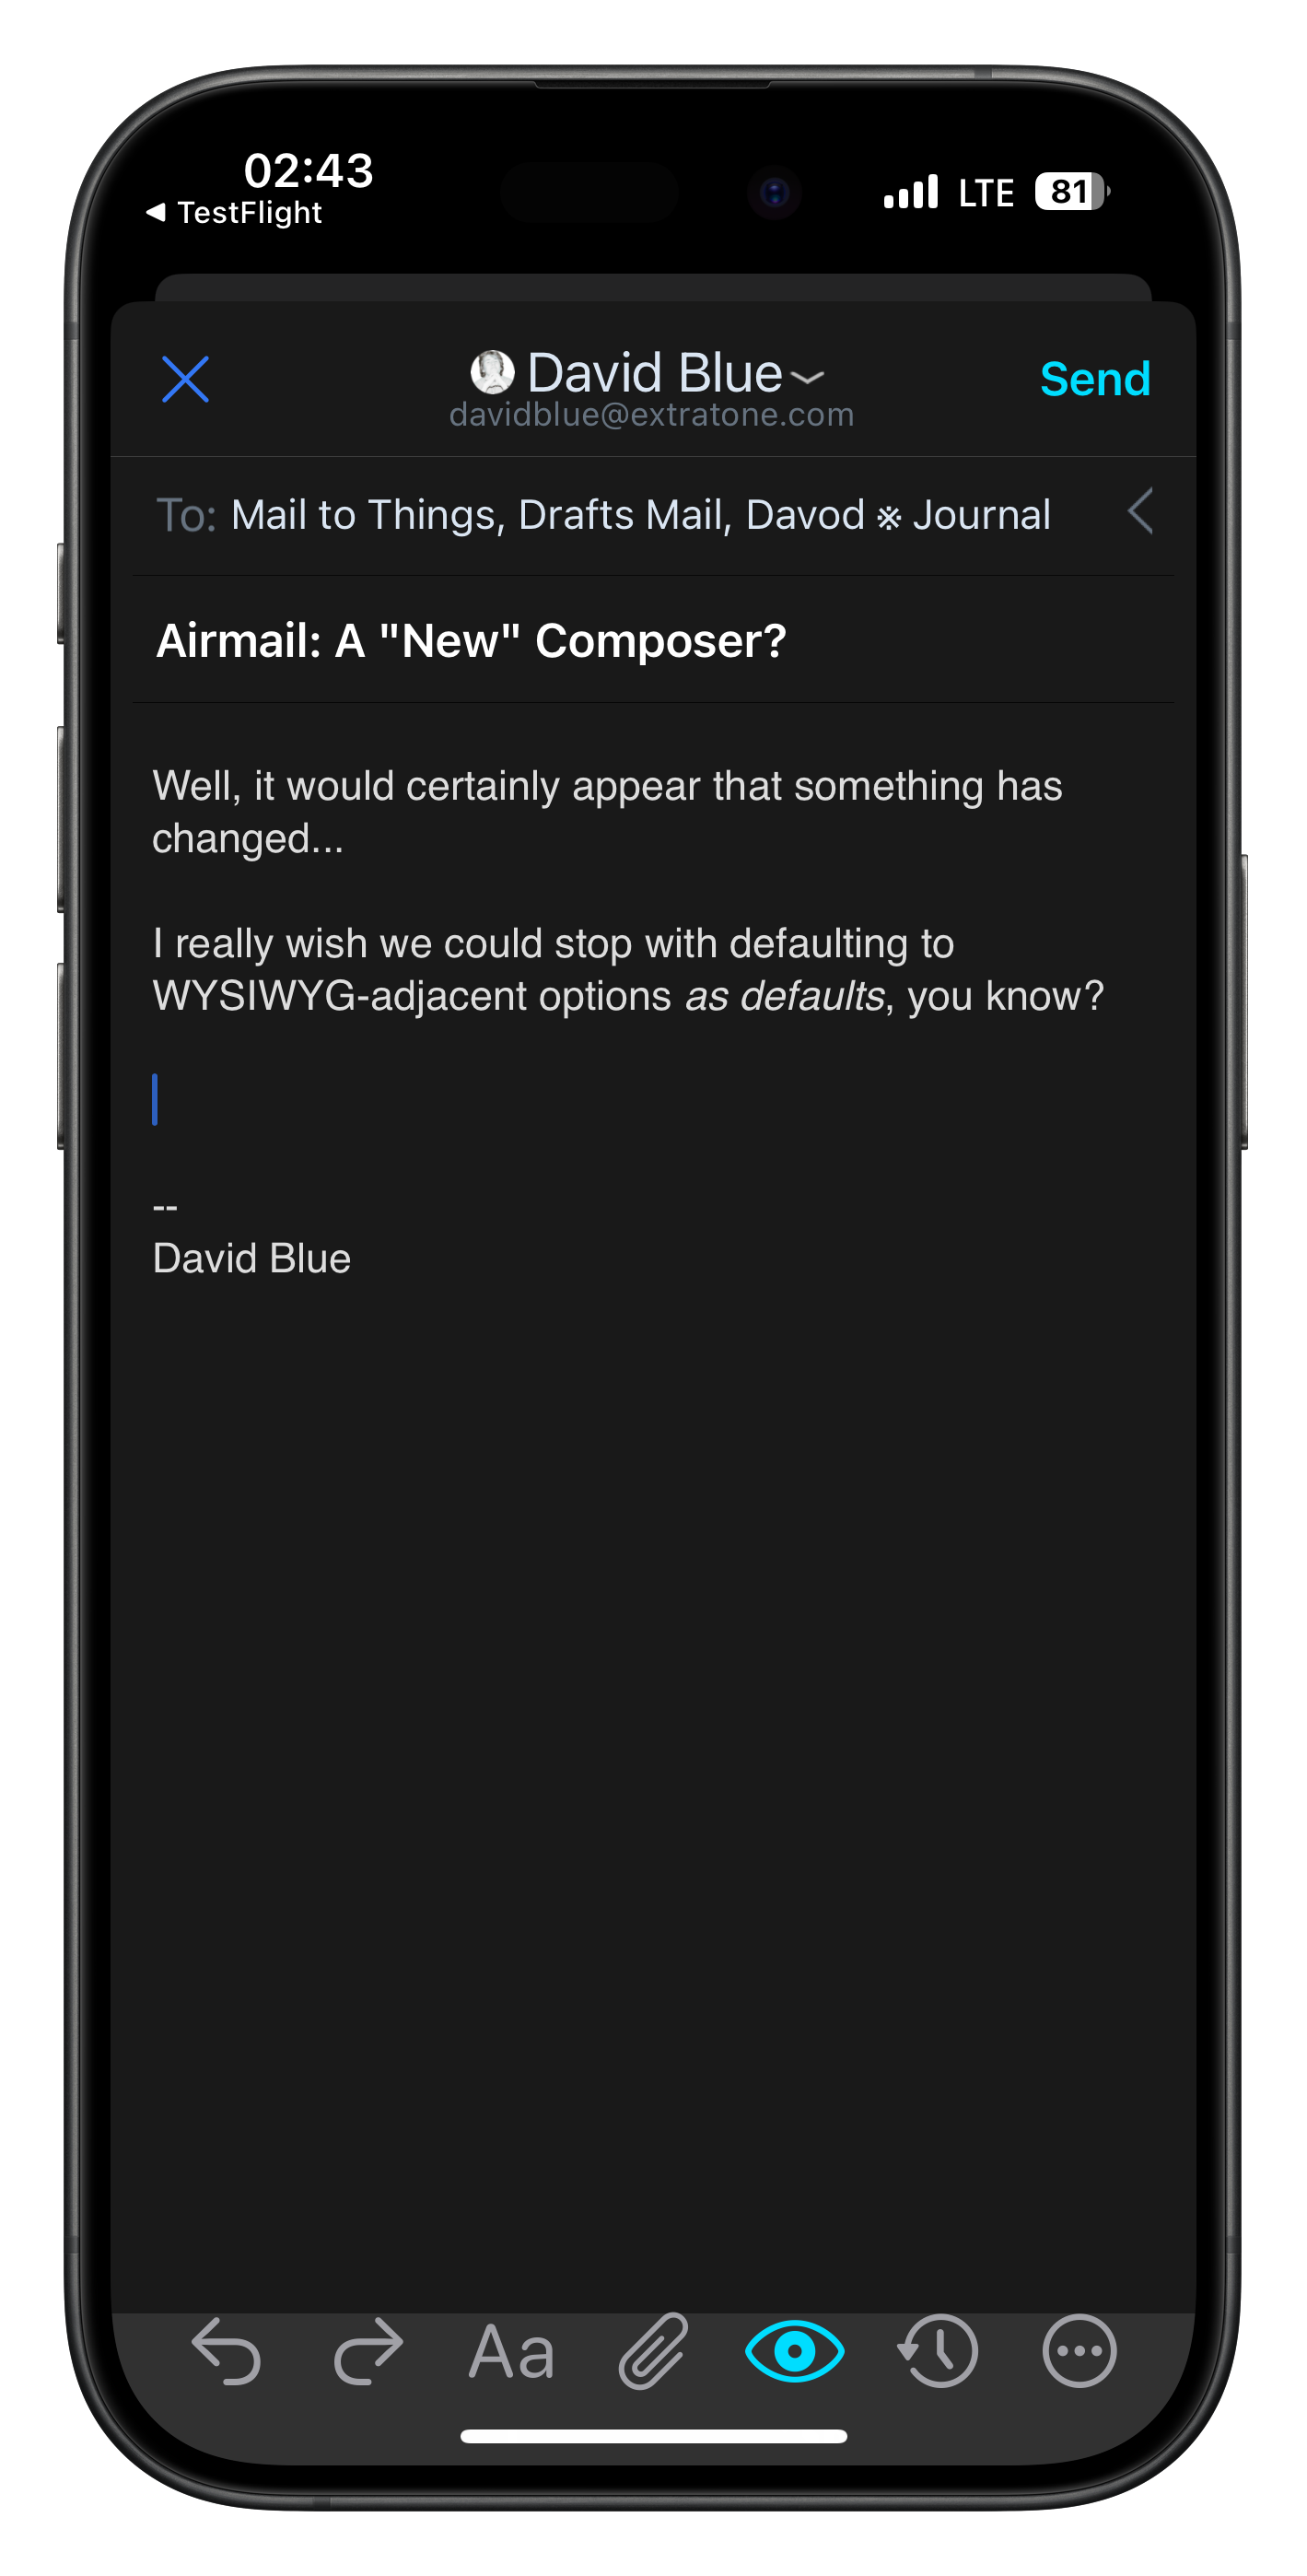 02:43
◀ TestFlight
LTE 81
David Blue
Send
davidblue@extratone.com
To: Mail to Things, Drafts Mail, Davod ※ Journal
Airmail: A "New" Composer?
Well, it would certainly appear that something has
changed...
I really wish we could stop with defaulting to
WYSIWYG-adjacent options as defaults, you know?
--
David Blue
Aa